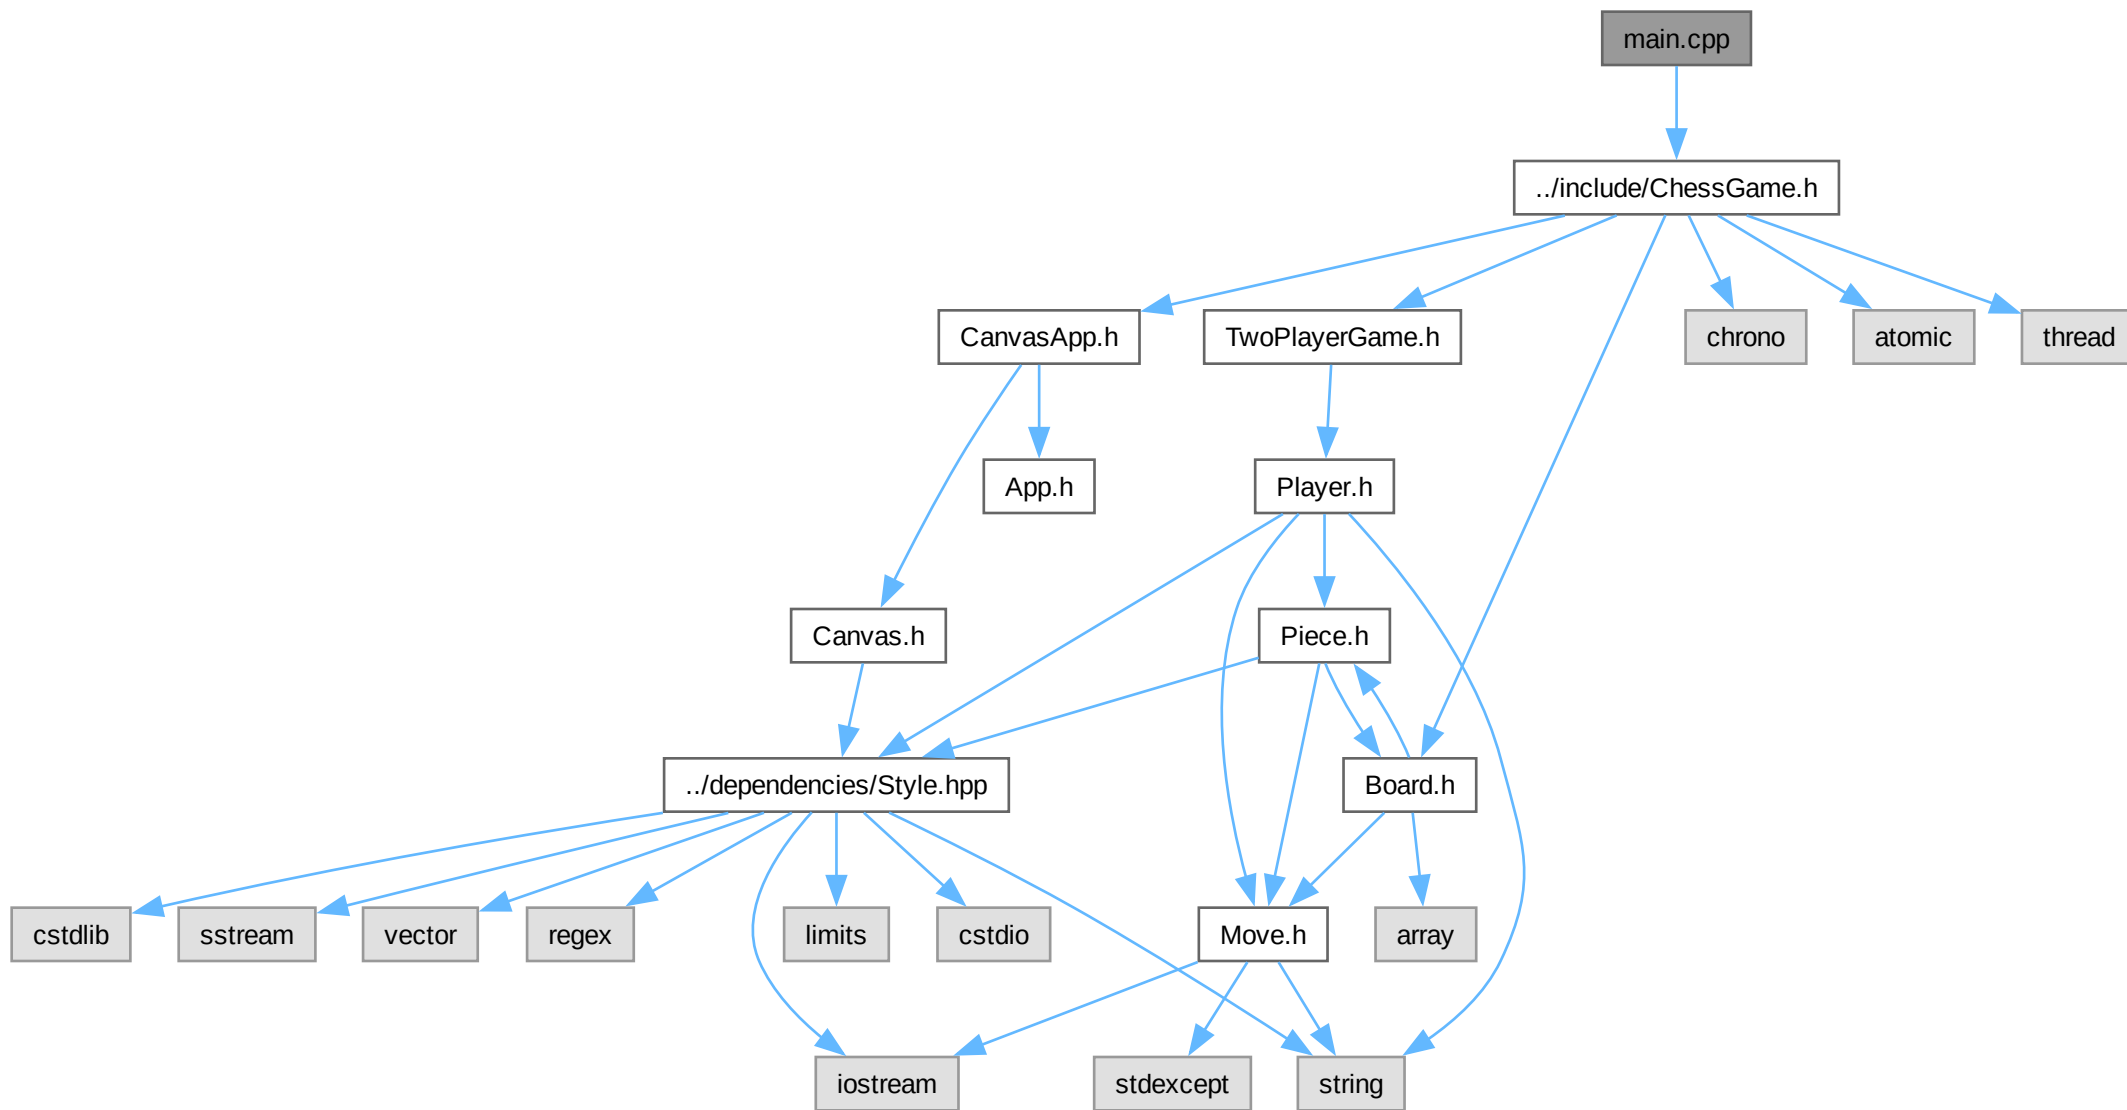 main.cpp
../include/ChessGame.h
CanvasApp.h
TwoPlayerGame.h
chrono
atomic
thread
App.h
Player.h
Canvas.h
Piece.h
../dependencies/Style.hpp
Board.h
cstdlib
sstream
vector
regex
limits
cstdio
Move.h
array
iostream
stdexcept
string